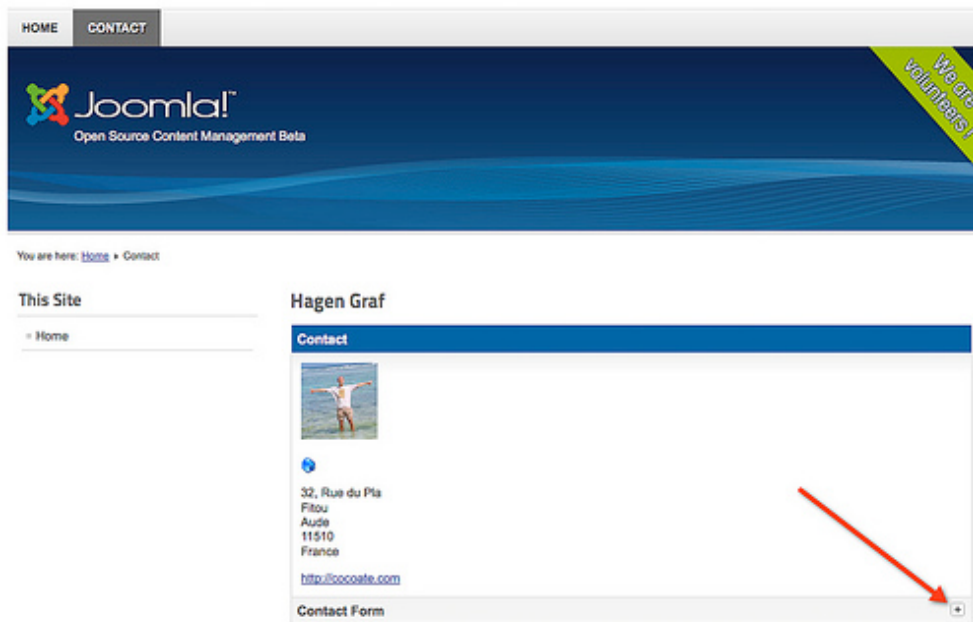 HOME CONTACT
We are
volunteers!
Joomla!™
Open Source Content Management Beta
You are here: Home ▸ Contact
This Site
Home
Hagen Graf
Contact
32, Rue du Pla
Fitou
Aude
11510
France
http://cocoate.com
Contact Form +